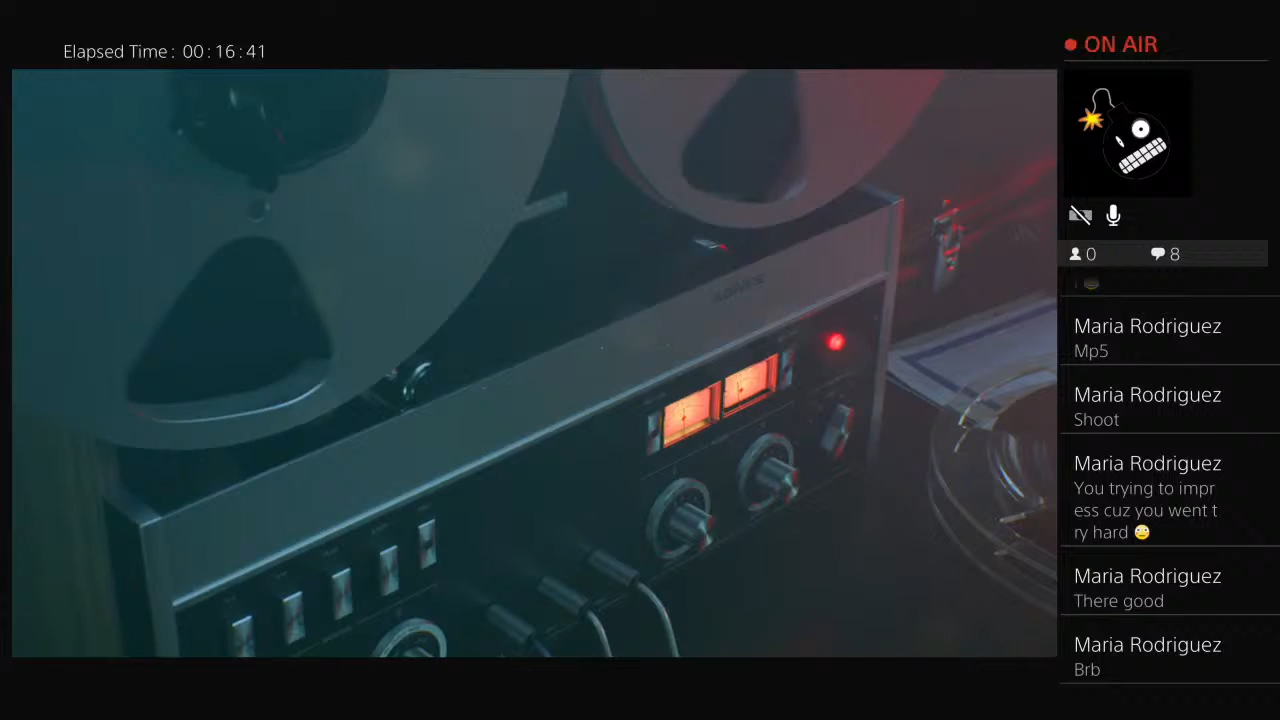 Elapsed Time: 00:16:41
ON AIR
0
8
Maria Rodriguez
Mp5
Maria Rodriguez
Shoot
Maria Rodriguez
You trying to impr
ess cuz you went t
ry hard 🙄
Maria Rodriguez
There good
Maria Rodriguez
Brb